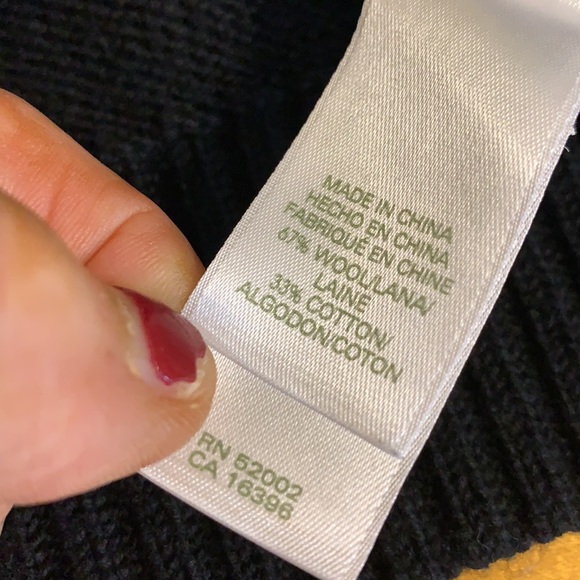 MADE IN CHINA
HECHO EN CHINA
FABRIQUÉ EN CHINE
67% WOOL/LANA/
LAINE
33% COTTON/
ALGODON/COTON
RN 52002
CA 16396